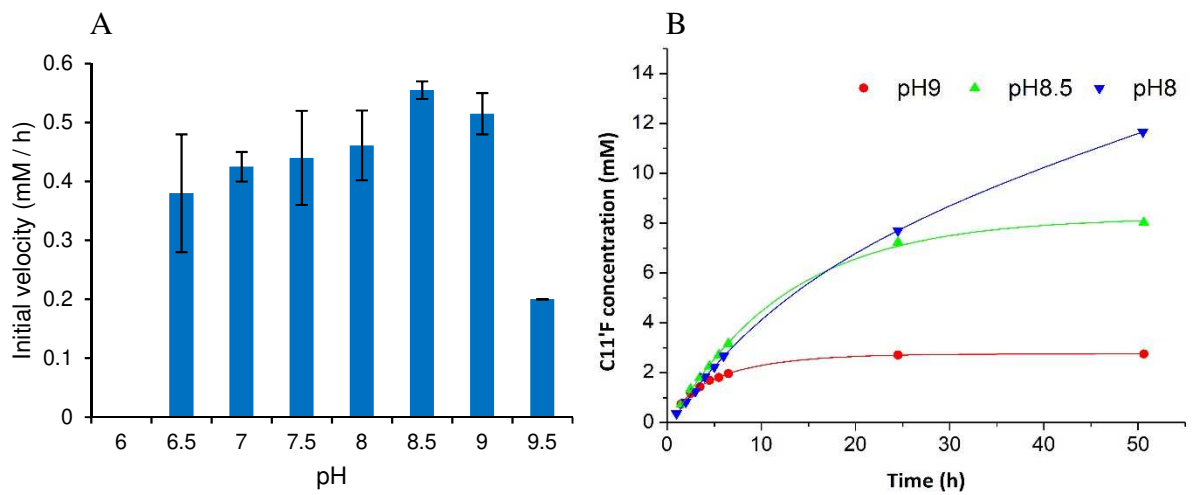 A
Initial velocity (mM / h)
0.6
0.5
0.4
0.3
0.2
0.1
0
6 6.5 7 7.5 8 8.5 9 9.5
pH
B
C11'F concentration (mM)
14
12
10
8
6
4
2
0
pH9 pH8.5 pH8
0 10 20 30 40 50
Time (h)